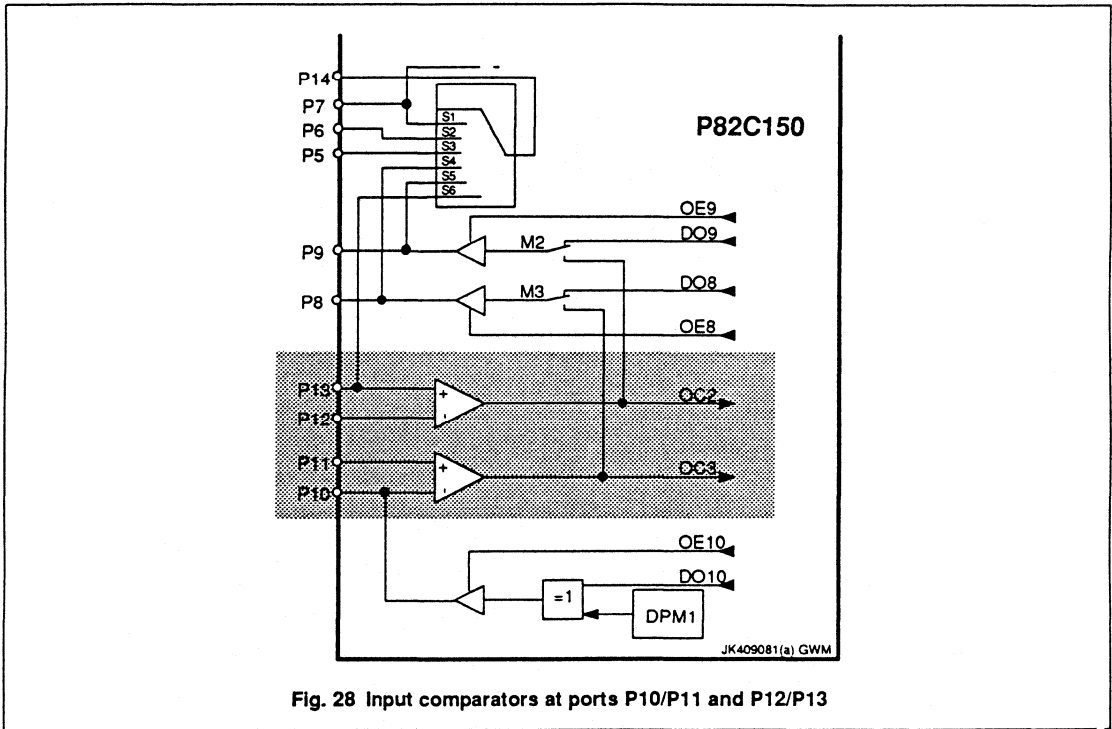 P14
P7
P6
P5
S1
S2
S3
S4
S5
S6
P82C150
OE9
DO9
P9
M2
DO8
P8
M3
OE8
P13
+
-
OC2
P12
P11
+
-
OC3
P10
OE10
DO10
=1
DPM1
JK409081(a) GWM
Fig. 28 Input comparators at ports P10/P11 and P12/P13